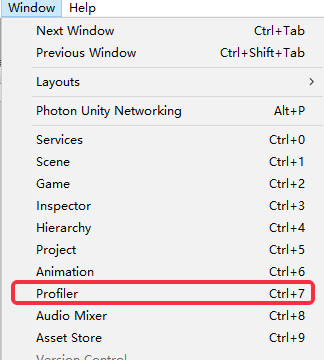 Window Help
Next Window Ctrl+Tab
Previous Window Ctrl+Shift+Tab
Layouts
Photon Unity Networking Alt+P
Services Ctrl+0
Scene Ctrl+1
Game Ctrl+2
Inspector Ctrl+3
Hierarchy Ctrl+4
Project Ctrl+5
Animation Ctrl+6
Profiler Ctrl+7
Audio Mixer Ctrl+8
Asset Store Ctrl+9
Version Control